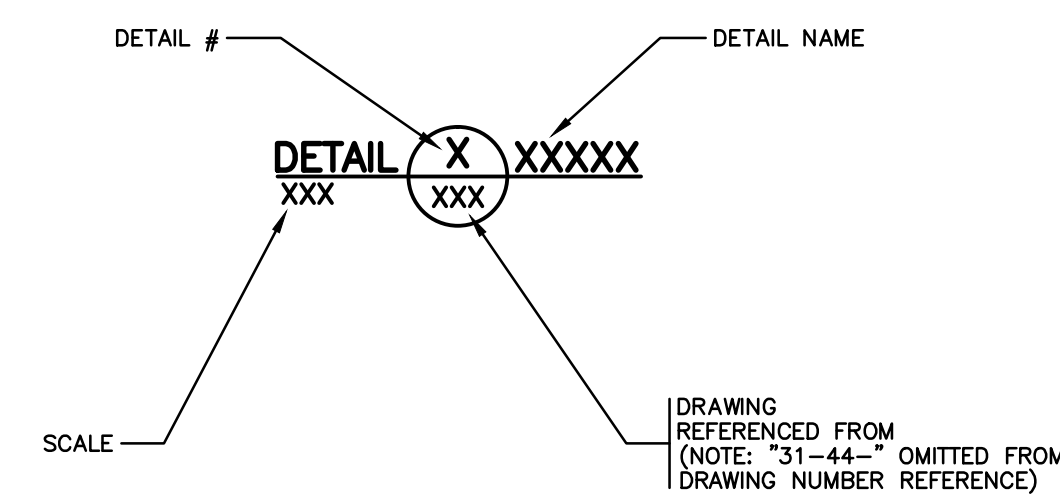 DETAIL #
DETAIL NAME
DETAIL X XXXXX
XXX XXX
SCALE
DRAWING
REFERENCED FROM
(NOTE: "31-44-" OMITTED FROM
DRAWING NUMBER REFERENCE)